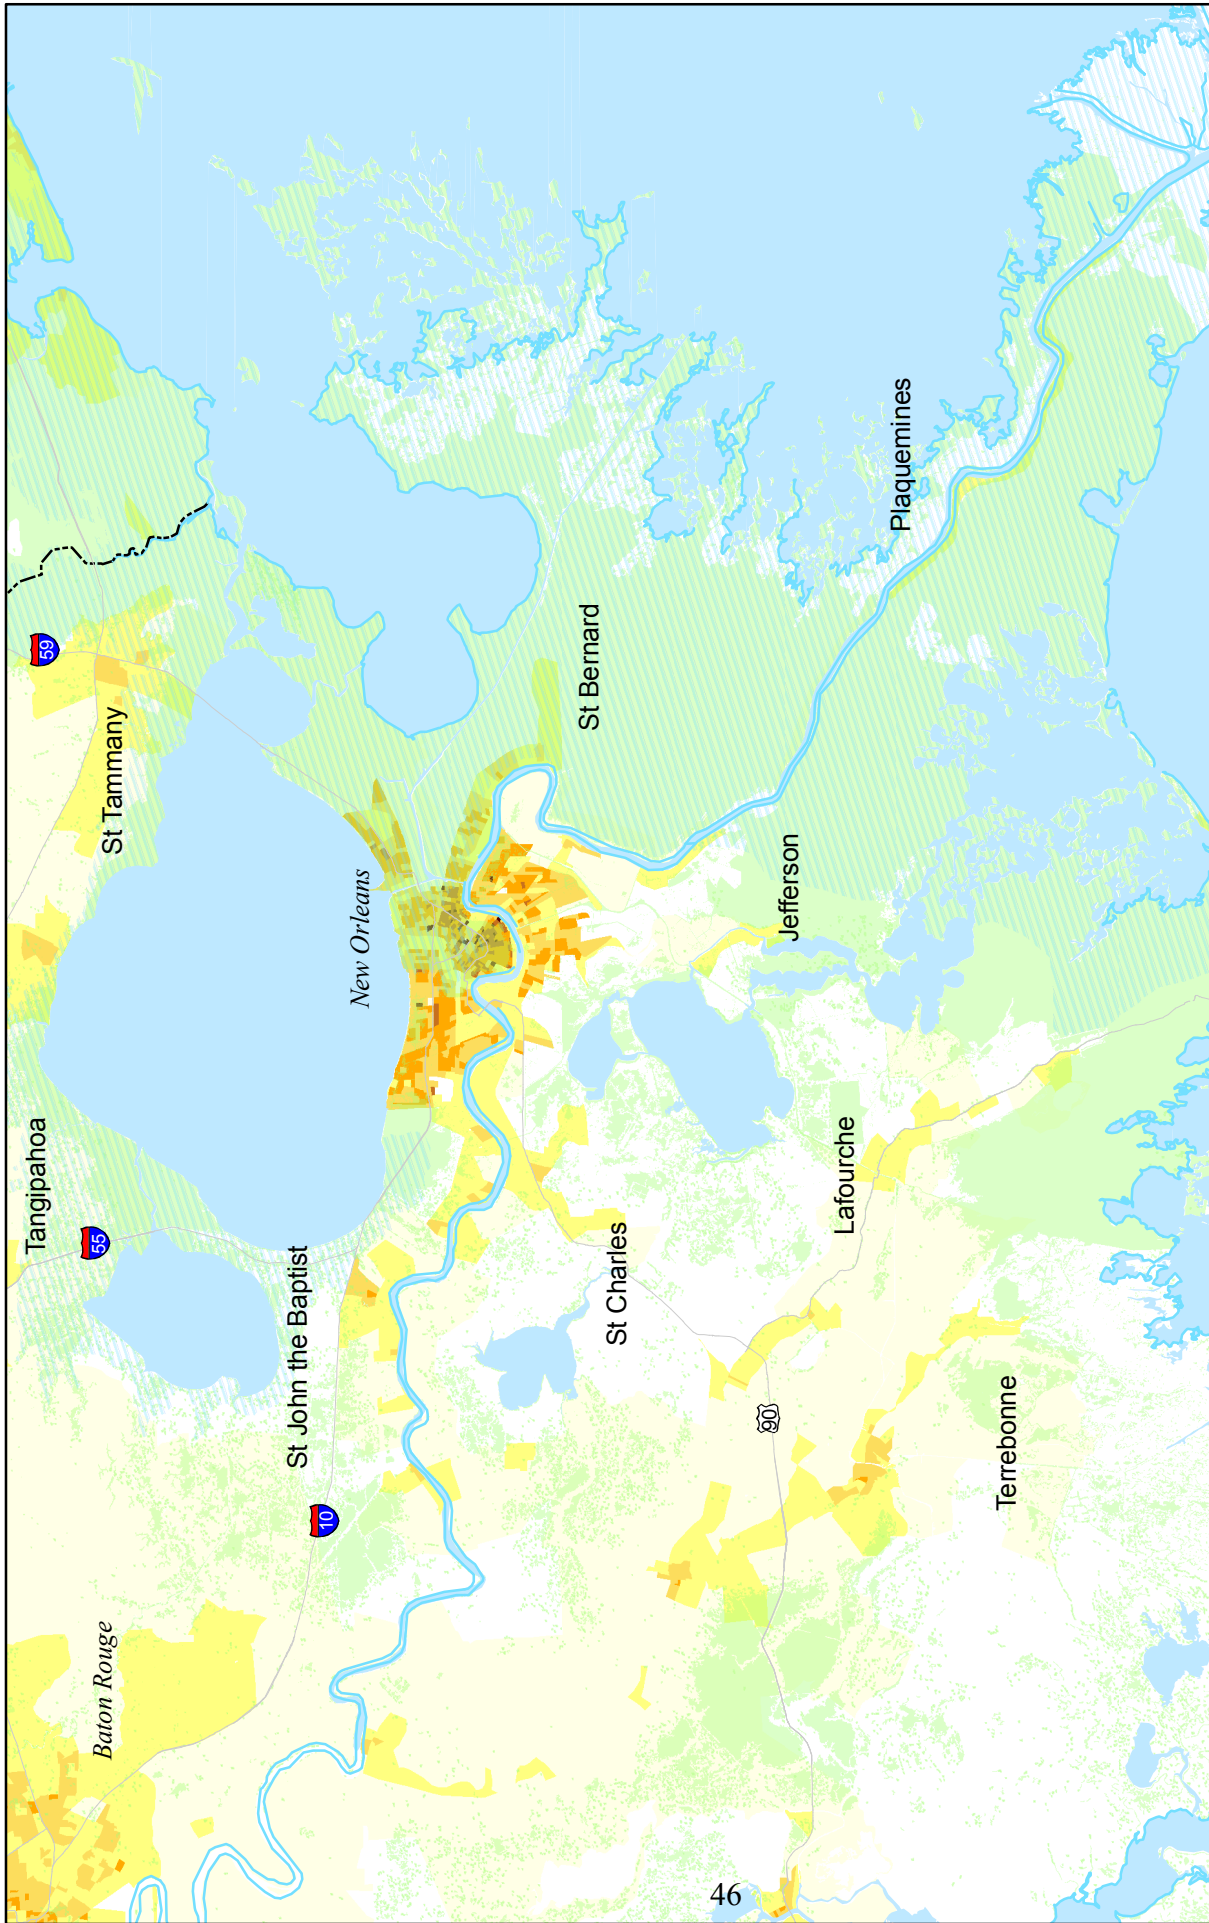 Baton Rouge
Tangipahoa
55
St Tammany
59
10
St John the Baptist
New Orleans
St Charles
St Bernard
90
Lafourche
Jefferson
Plaquemines
Terrebonne
46